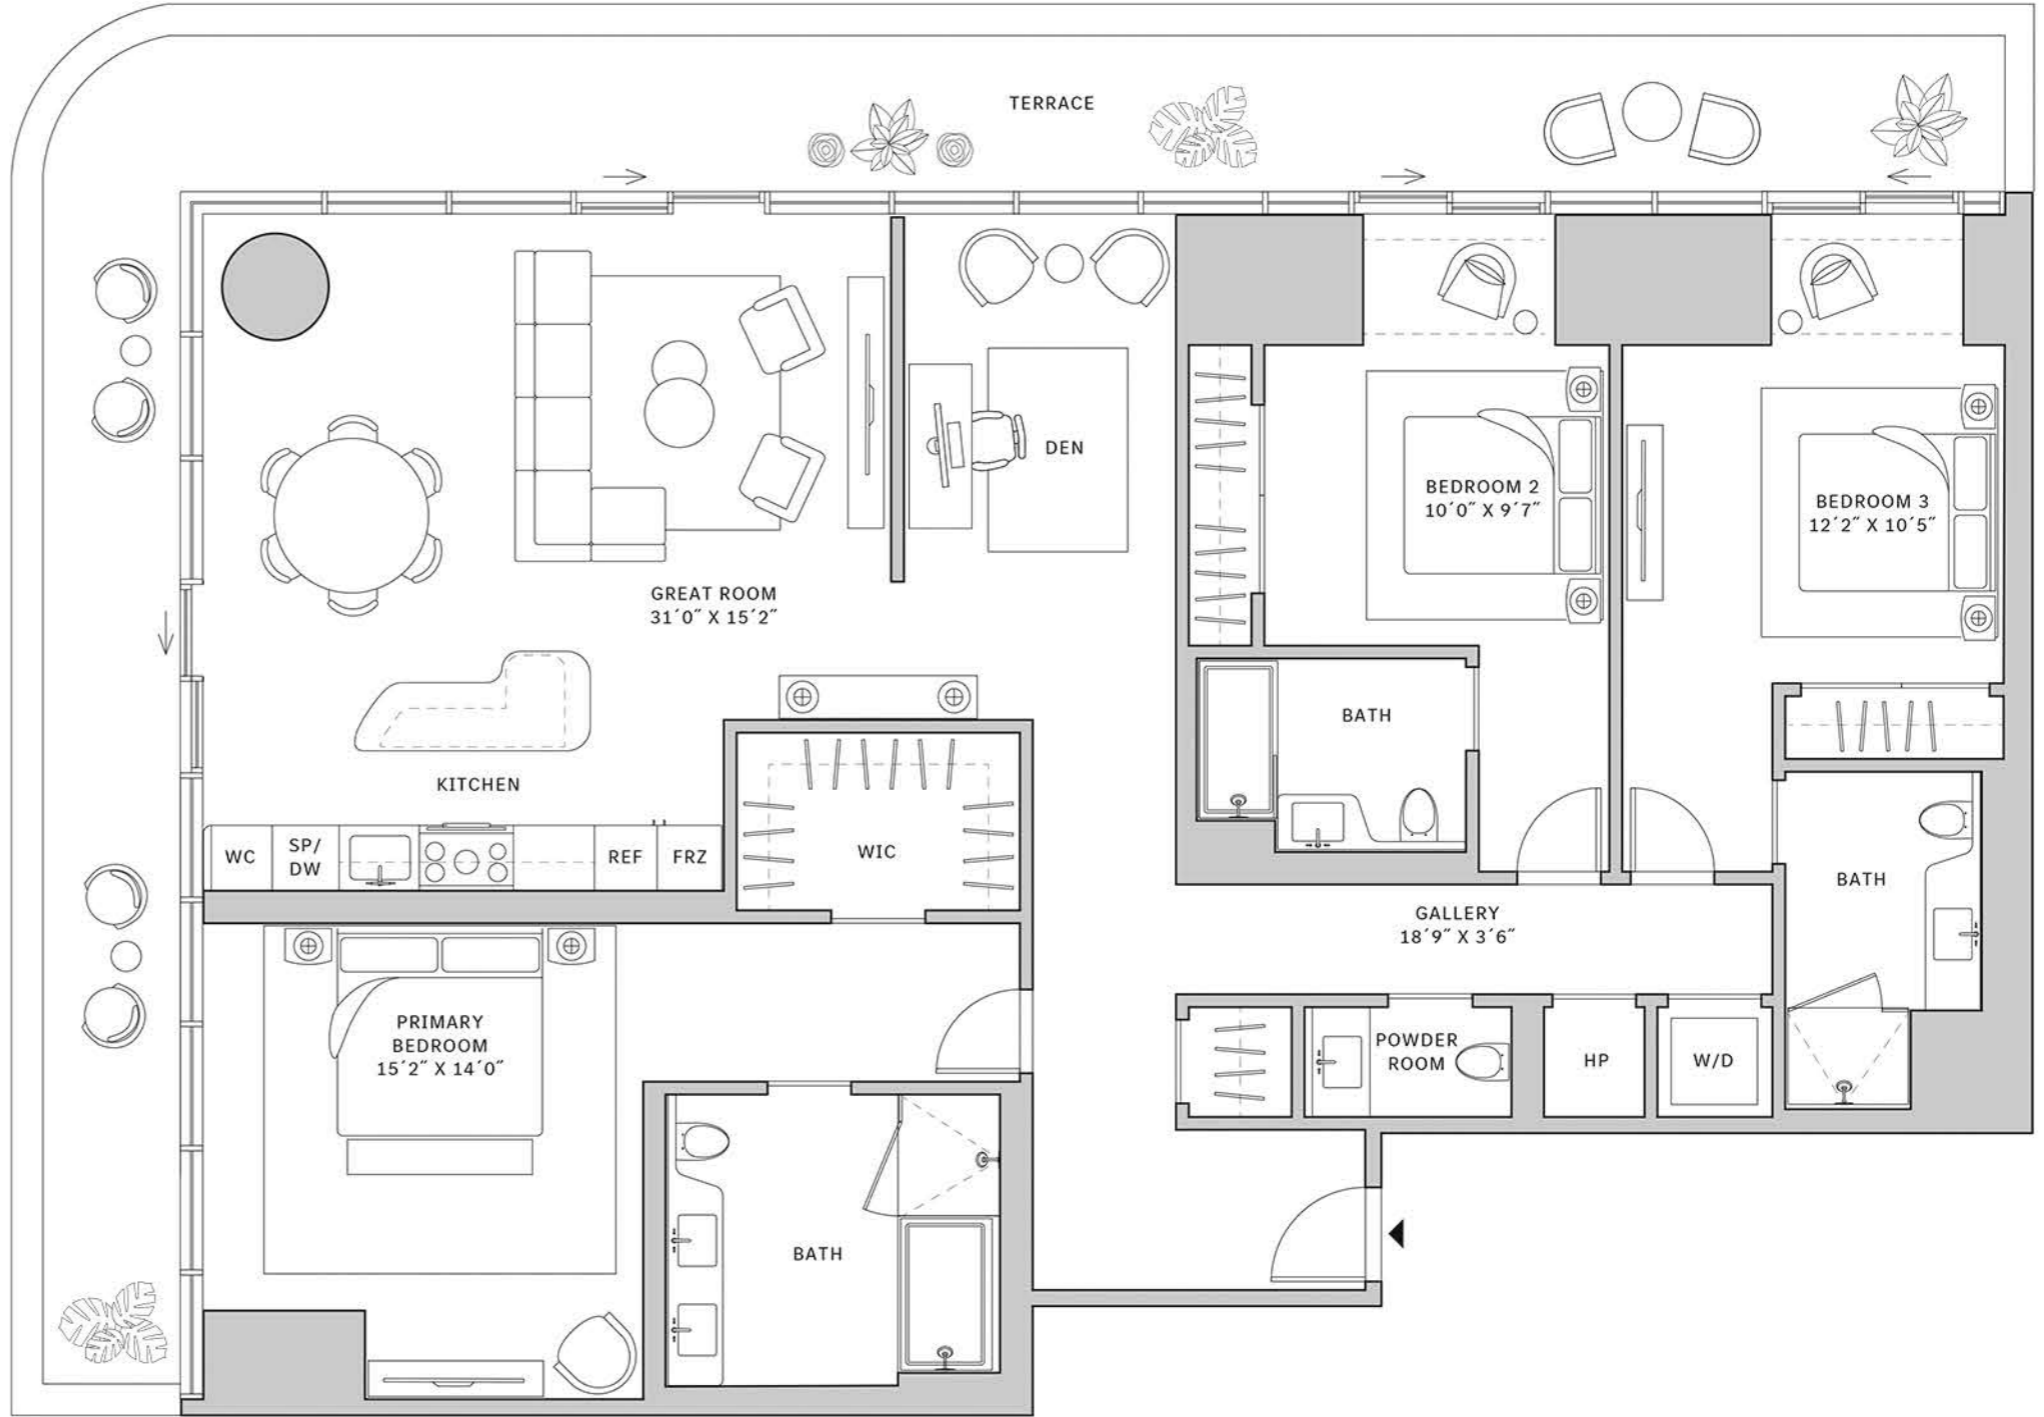 TERRACE
DEN
BEDROOM 2
10´0˝ X 9´7˝
BEDROOM 3
12´2˝ X 10´5˝
GREAT ROOM
31´0˝ X 15´2˝
BATH
KITCHEN
WC
SP/
DW
REF
FRZ
WIC
BATH
GALLERY
18´9˝ X 3´6˝
PRIMARY
BEDROOM
15´2˝ X 14´0˝
POWDER
ROOM
HP
W/D
BATH